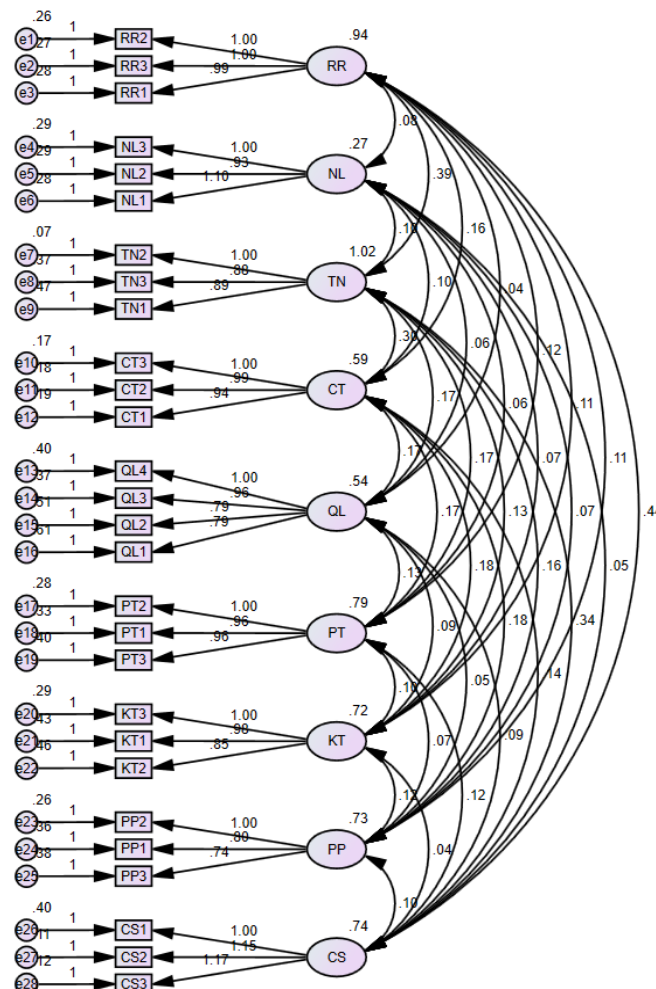 .26
e1 1 RR2 1.00 .94
.27
e2 1 RR3 1.00 RR
.28
e3 1 RR1 .99
.08
.29
e4 1 NL3 1.00 .27
.29
e5 1 NL2 .93 NL .39
.28
e6 1 NL1 1.10
.16
.07
e7 1 TN2 1.00 1.02 .10
.37
e8 1 TN3 .88 TN .04
.47
e9 1 TN1 .89
.30 .06 .12
.17
e10 1 CT3 1.00 .59
.18
e11 1 CT2 .99 CT .17 .06 .11
.19
e12 1 CT1 .94
.17 .17 .07 .11
.40
e13 1 QL4 1.00 .54
.37
e14 1 QL3 .96 QL .17 .13 .07
e15 1 QL2 .79
e16 1 QL1 .79
.13 .18 .16 .05
.28
e17 1 PT2 1.00 .79
.33
e18 1 PT1 .96 PT .09 .18 .34
.40
e19 1 PT3 .96
.10 .05 .14
.29
e20 1 KT3 1.00 .72
.43
e21 1 KT1 .98 KT .07 .09
.46
e22 1 KT2 .85
.12 .12
.26
e23 1 PP2 1.00 .73
.36
e24 1 PP1 .80 PP .04
.38
e25 1 PP3 .74
.10
.40
e26 1 CS1 1.00 .74
.11
e27 1 CS2 1.15 CS
.12
e28 1 CS3 1.17